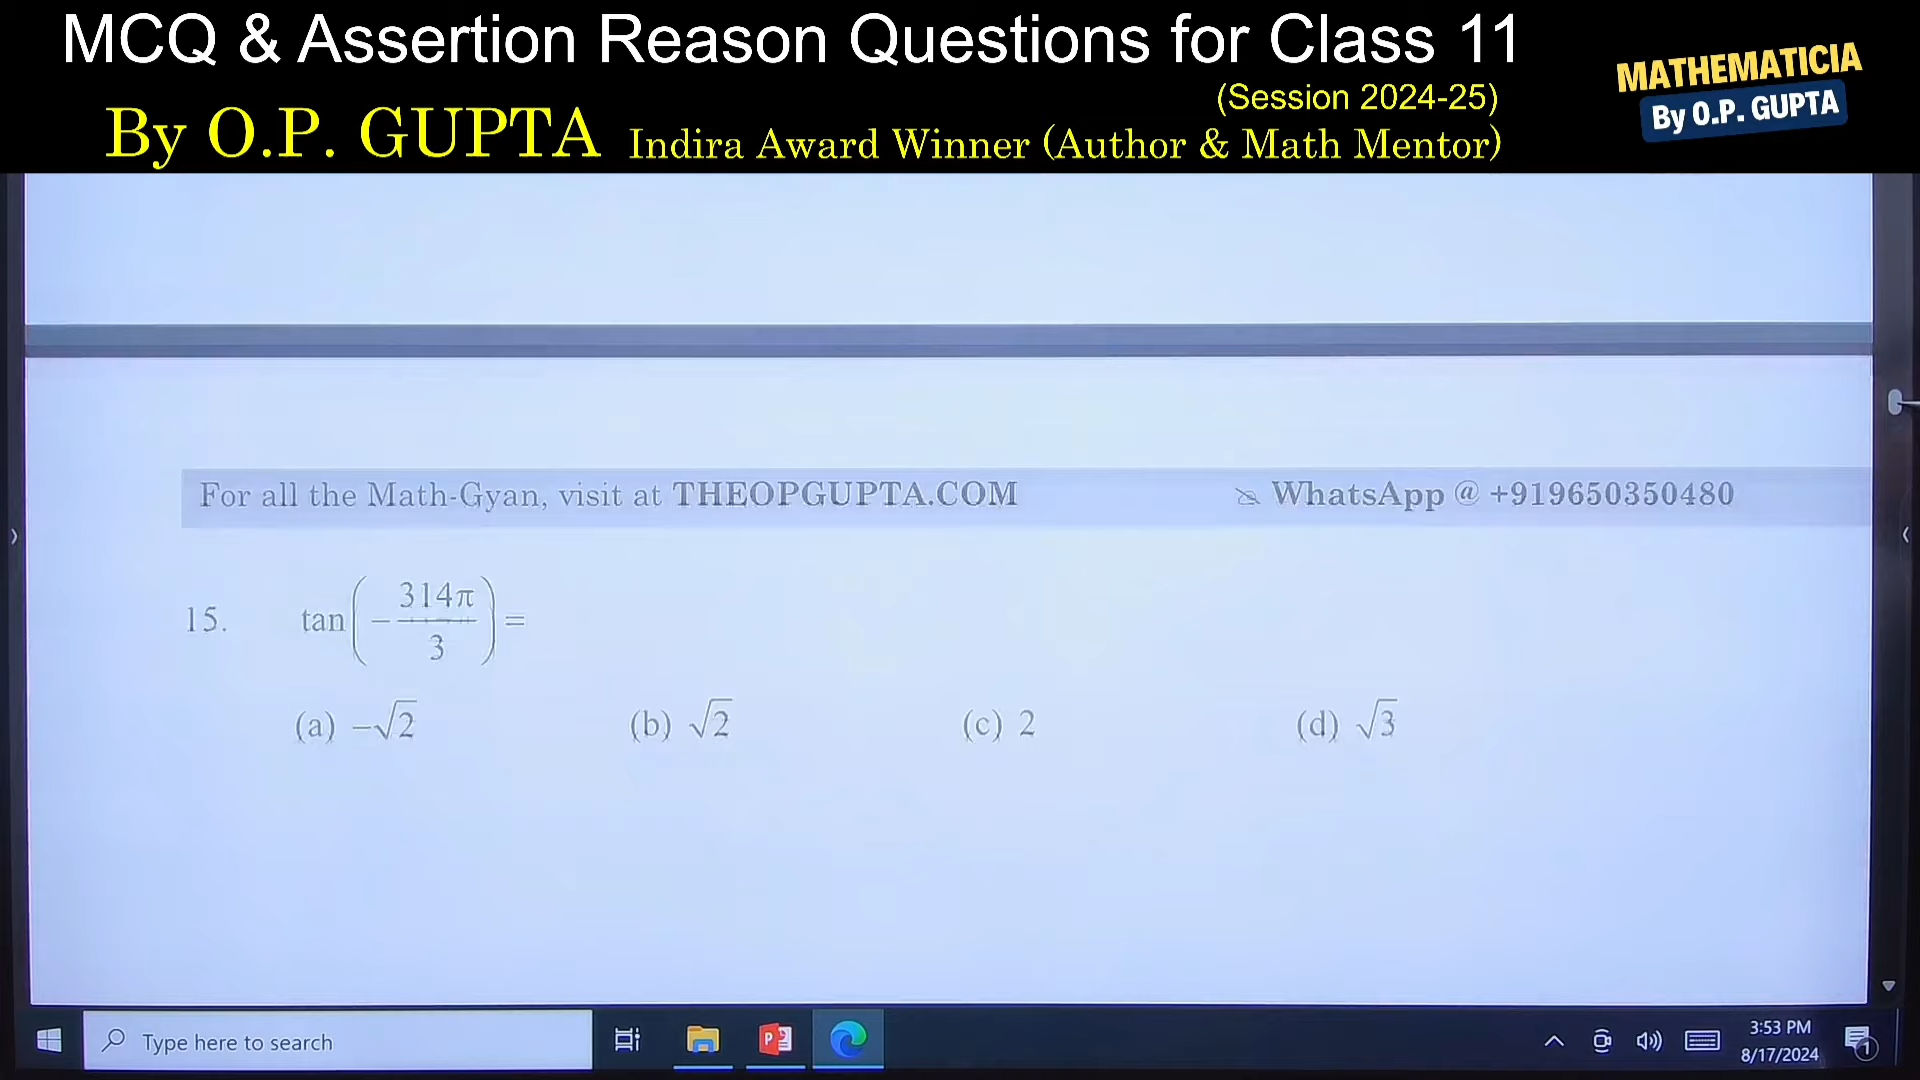 MCQ & Assertion Reason Questions for Class 11
(Session 2024-25)
By O.P. GUPTA Indira Award Winner (Author & Math Mentor)
MATHEMATICIA
By O.P. GUPTA
For all the Math-Gyan, visit at THEOPGUPTA.COM WhatsApp @ +919650350480
15. tan(-314π/3)=
(a) -√2 (b) √2 (c) 2 (d) √3
Type here to search
3:53 PM
8/17/2024
1